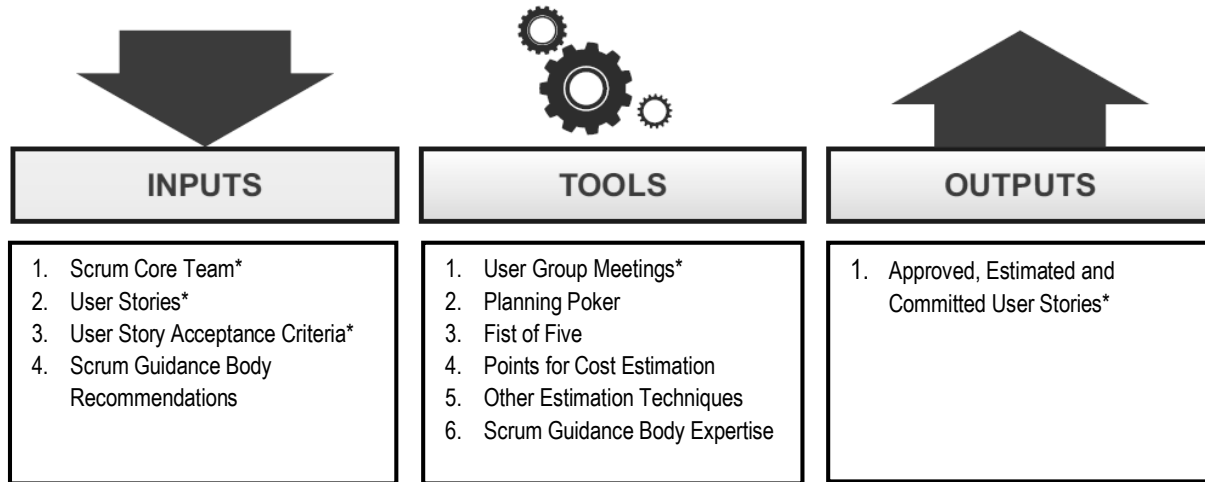 INPUTS
1. Scrum Core Team*
2. User Stories*
3. User Story Acceptance Criteria*
4. Scrum Guidance Body
Recommendations
TOOLS
1. User Group Meetings*
2. Planning Poker
3. Fist of Five
4. Points for Cost Estimation
5. Other Estimation Techniques
6. Scrum Guidance Body Expertise
OUTPUTS
1. Approved, Estimated and
Committed User Stories*